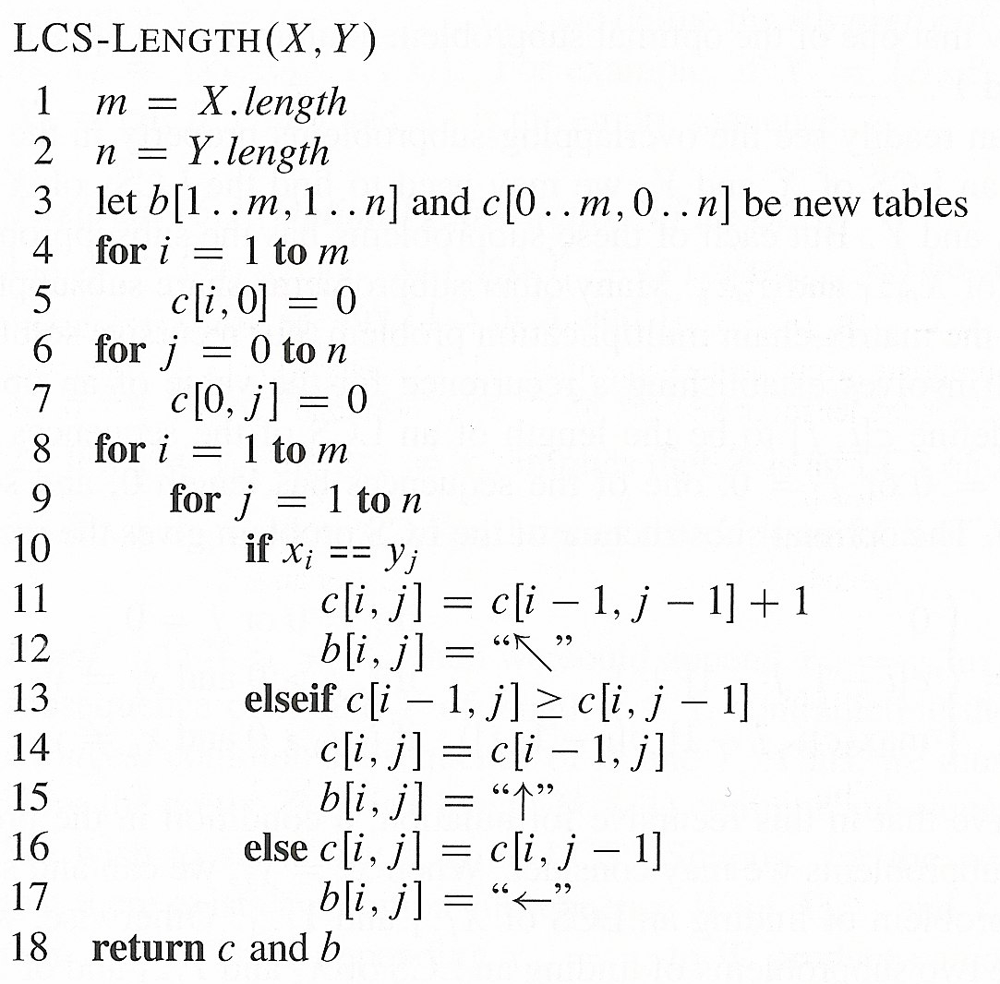 LCS-LENGTH(X, Y)
1 m = X.length
2 n = Y.length
3 let b[1..m, 1..n] and c[0..m, 0..n] be new tables
4 for i = 1 to m
5 c[i, 0] = 0
6 for j = 0 to n
7 c[0, j] = 0
8 for i = 1 to m
9 for j = 1 to n
10 if xᵢ == yⱼ
11 c[i, j] = c[i − 1, j − 1] + 1
12 b[i, j] = “↖”
13 elseif c[i − 1, j] ≥ c[i, j − 1]
14 c[i, j] = c[i − 1, j]
15 b[i, j] = “↑”
16 else c[i, j] = c[i, j − 1]
17 b[i, j] = “←”
18 return c and b